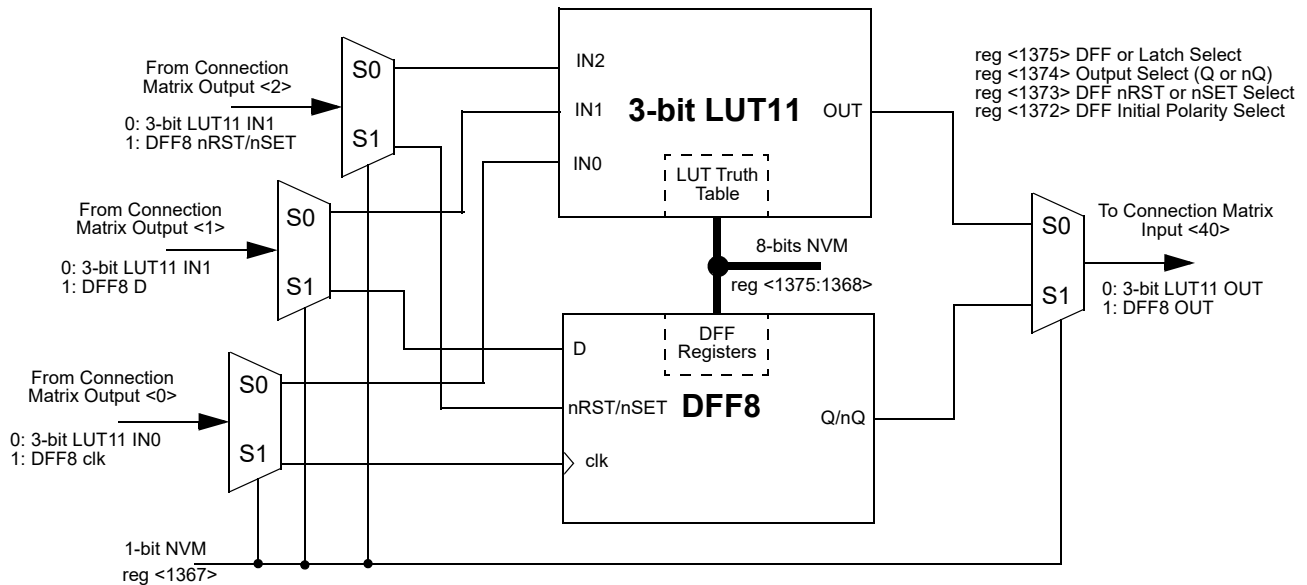 From Connection
Matrix Output <2>
0: 3-bit LUT11 IN1
1: DFF8 nRST/nSET
S0
S1
IN2
IN1
IN0
3-bit LUT11
OUT
LUT Truth
Table
reg <1375> DFF or Latch Select
reg <1374> Output Select (Q or nQ)
reg <1373> DFF nRST or nSET Select
reg <1372> DFF Initial Polarity Select
From Connection
Matrix Output <1>
0: 3-bit LUT11 IN1
1: DFF8 D
S0
S1
8-bits NVM
reg <1375:1368>
S0
S1
To Connection Matrix
Input <40>
0: 3-bit LUT11 OUT
1: DFF8 OUT
From Connection
Matrix Output <0>
0: 3-bit LUT11 IN0
1: DFF8 clk
S0
S1
D
nRST/nSET
clk
DFF
Registers
DFF8
Q/nQ
1-bit NVM
reg <1367>